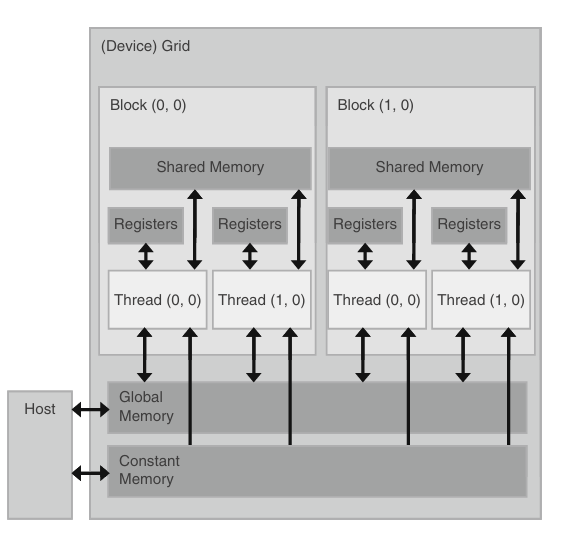 (Device) Grid
Block (0, 0)
Block (1, 0)
Shared Memory
Shared Memory
Registers
Registers
Registers
Registers
Thread (0, 0)
Thread (1, 0)
Thread (0, 0)
Thread (1, 0)
Host
Global
Memory
Constant
Memory